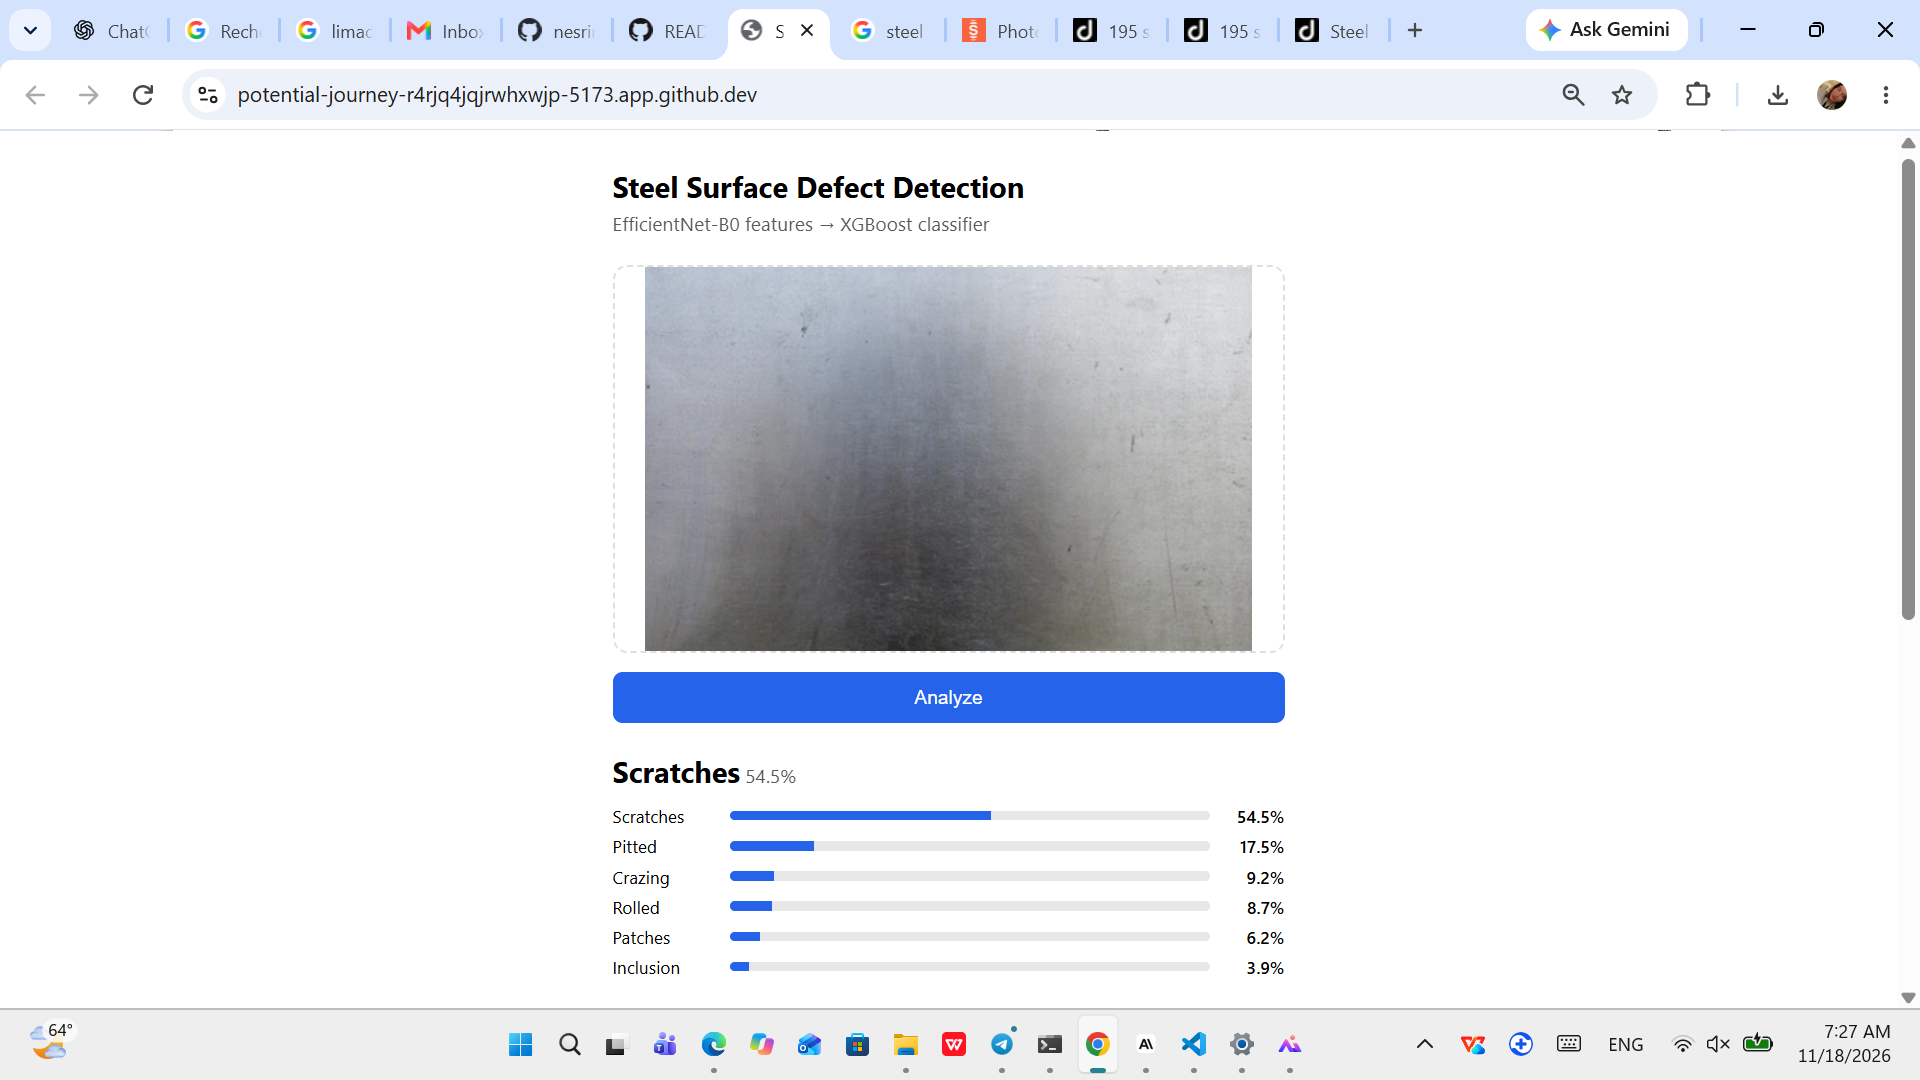 ChatG
Rech
limac
Inbox
nesrin
READ
S
steel
Photo
195 s
195 s
Steel
Ask Gemini
potential-journey-r4rjq4jqjrwhxwjp-5173.app.github.dev
Steel Surface Defect Detection
EfficientNet-B0 features → XGBoost classifier
Analyze
Scratches 54.5%
Scratches 54.5%
Pitted 17.5%
Crazing 9.2%
Rolled 8.7%
Patches 6.2%
Inclusion 3.9%
64°
ENG
7:27 AM
11/18/2026